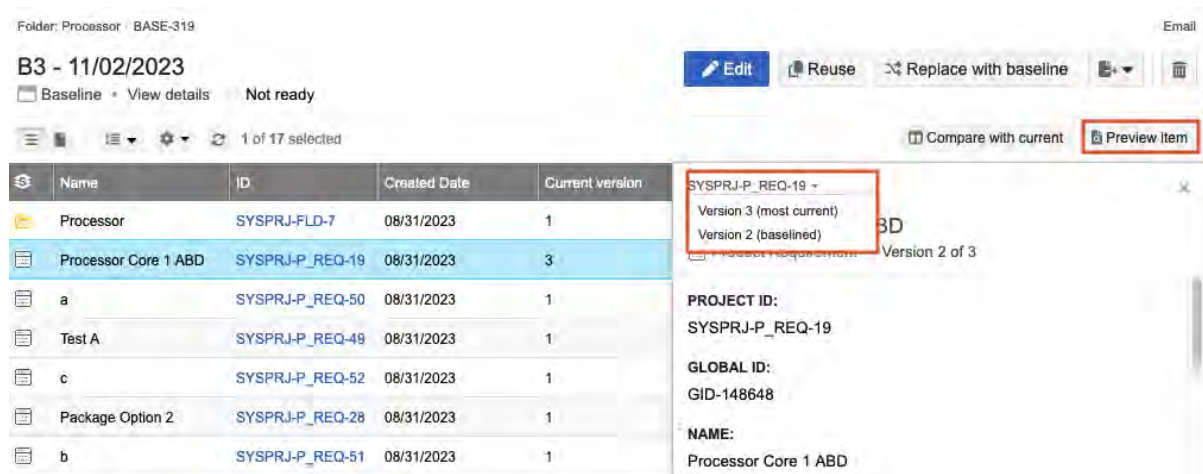 Folder: Processor BASE-319
Email
B3 - 11/02/2023
Edit
Reuse
Replace with baseline
Baseline • View details
Not ready
1 of 17 selected
Compare with current
Preview item
Name
ID
Created Date
Current version
Processor
SYSPRJ-FLD-7
08/31/2023
1
Processor Core 1 ABD
SYSPRJ-P_REQ-19
08/31/2023
3
a
SYSPRJ-P_REQ-50
08/31/2023
1
Test A
SYSPRJ-P_REQ-49
08/31/2023
1
c
SYSPRJ-P_REQ-52
08/31/2023
1
Package Option 2
SYSPRJ-P_REQ-28
08/31/2023
1
b
SYSPRJ-P_REQ-51
08/31/2023
1
SYSPRJ-P_REQ-19
Version 3 (most current)
Version 2 (baselined)
BD
Product Requirement Version 2 of 3
PROJECT ID:
SYSPRJ-P_REQ-19
GLOBAL ID:
GID-148648
NAME:
Processor Core 1 ABD